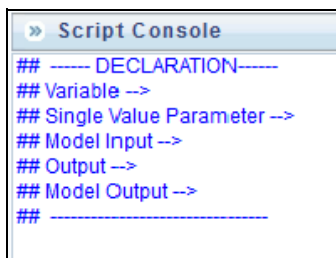 » Script Console
## ------ DECLARATION------
## Variable -->
## Single Value Parameter -->
## Model Input -->
## Output -->
## Model Output -->
## ---------------------------------